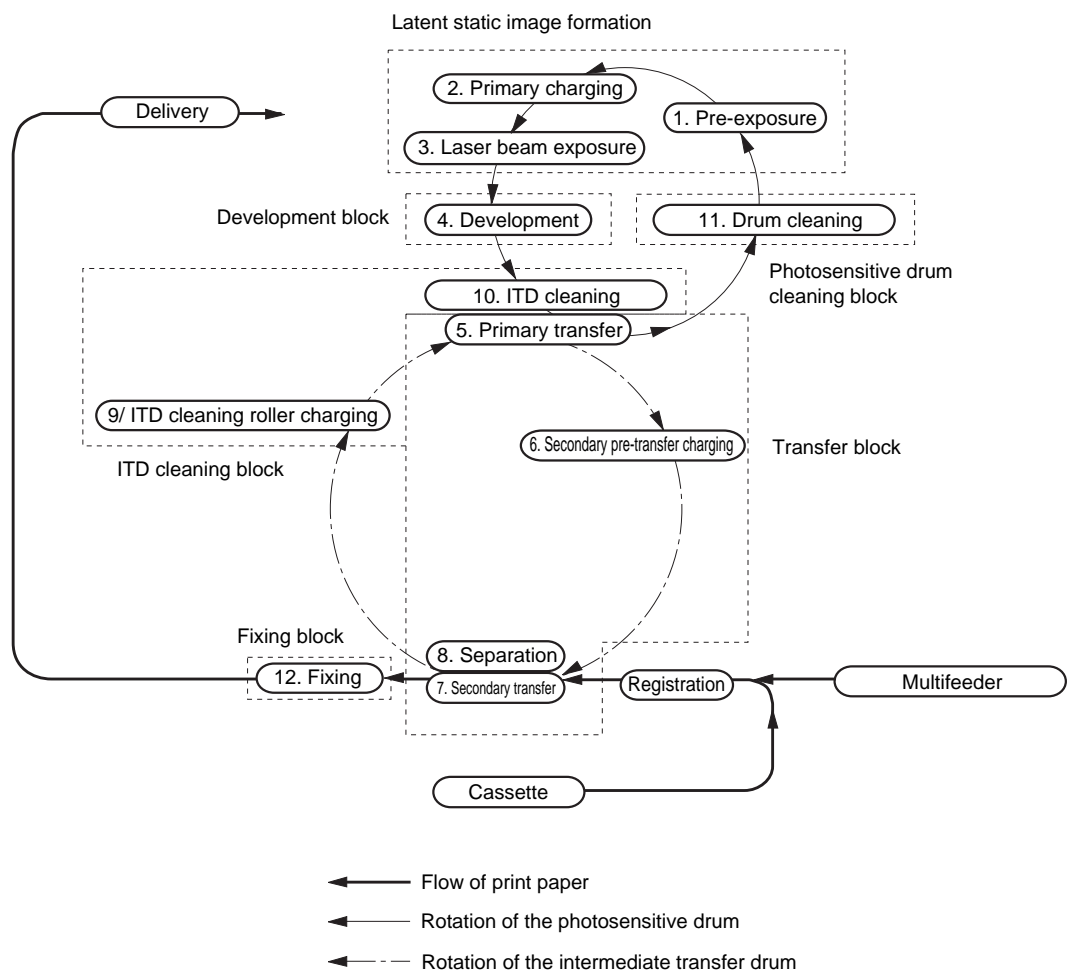 Latent static image formation
2. Primary charging
Delivery
1. Pre-exposure
3. Laser beam exposure
Development block
4. Development
11. Drum cleaning
Photosensitive drum
cleaning block
10. ITD cleaning
5. Primary transfer
9/ ITD cleaning roller charging
6. Secondary pre-transfer charging
Transfer block
ITD cleaning block
Fixing block
8. Separation
12. Fixing
7. Secondary transfer
Registration
Multifeeder
Cassette
Flow of print paper
Rotation of the photosensitive drum
Rotation of the intermediate transfer drum